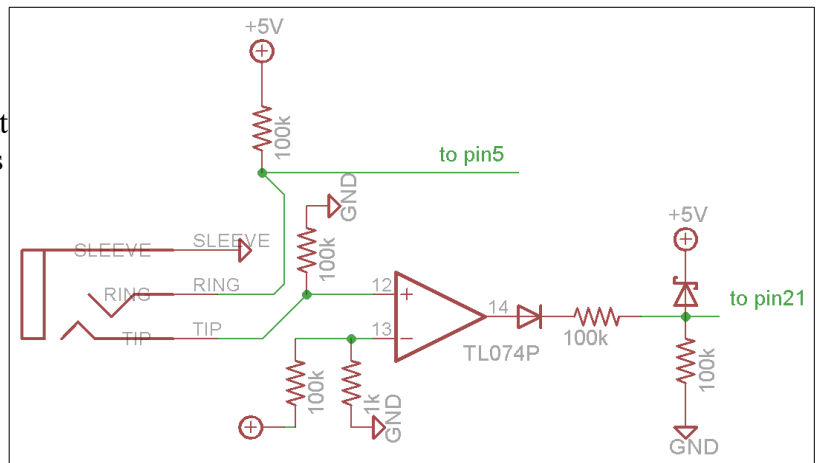 +5V
t
s
100k
to pin5
GND
100k
SLEEVE
SLEEVE
RING
RING
TIP
TIP
12
+
13
-
14
TL074P
100k
1k
GND
100k
+5V
to pin21
100k
GND